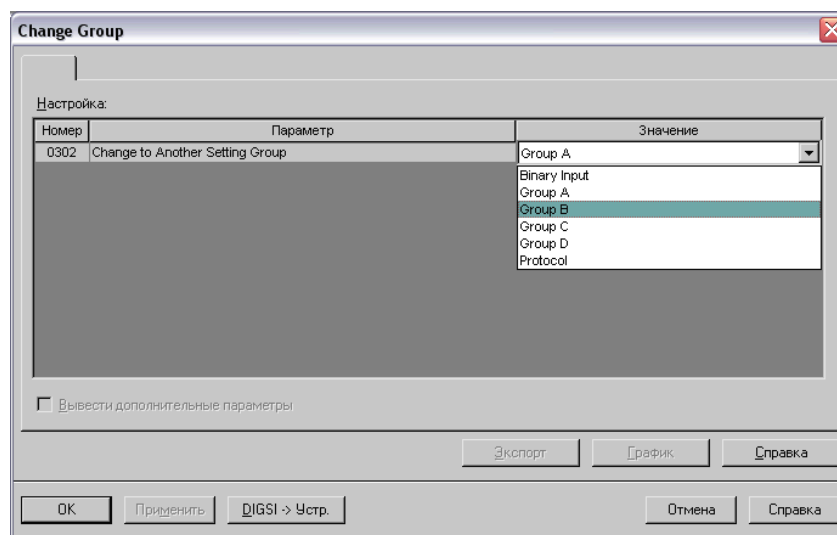 Change Group
Настройка:
Номер Параметр Значение
0302 Change to Another Setting Group Group A
Binary Input
Group A
Group B
Group C
Group D
Protocol
Вывести дополнительные параметры
Экспорт График Справка
OK Применить DIGSI -> Устр. Отмена Справка